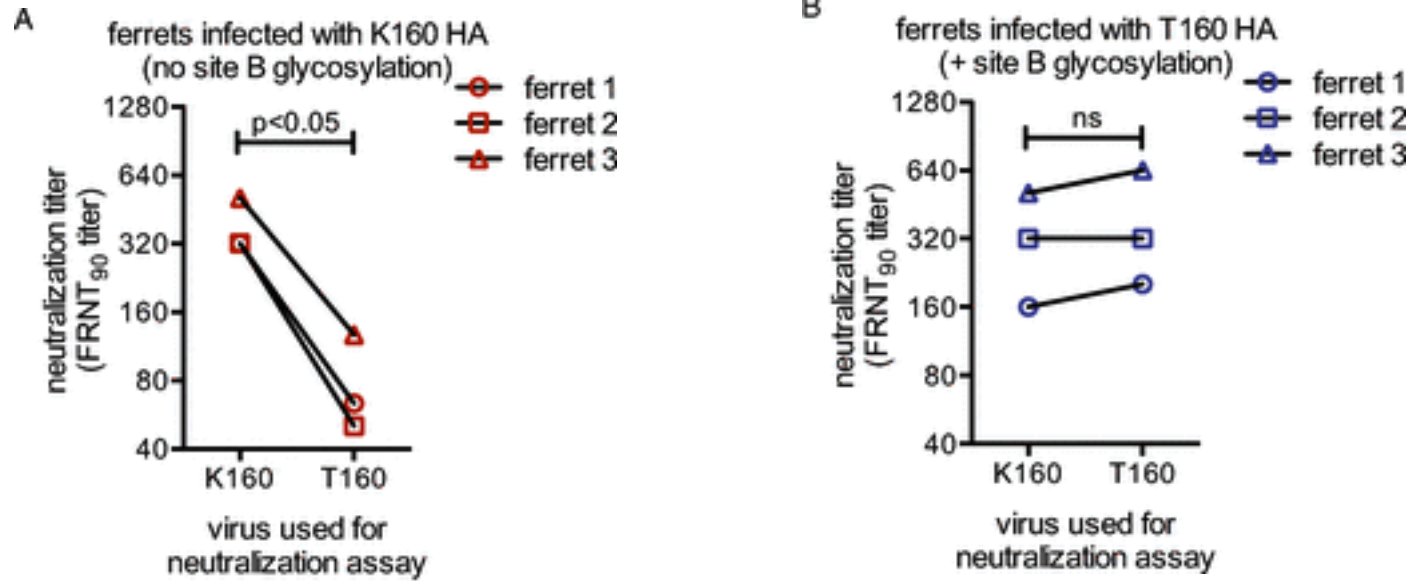 A
ferrets infected with K160 HA
(no site B glycosylation)
ferret 1
ferret 2
ferret 3
p<0.05
1280
640
320
160
80
40
neutralization titer
(FRNT90 titer)
K160 T160
virus used for
neutralization assay
B
ferrets infected with T160 HA
(+ site B glycosylation)
ferret 1
ferret 2
ferret 3
ns
1280
640
320
160
80
40
neutralization titer
(FRNT90 titer)
K160 T160
virus used for
neutralization assay